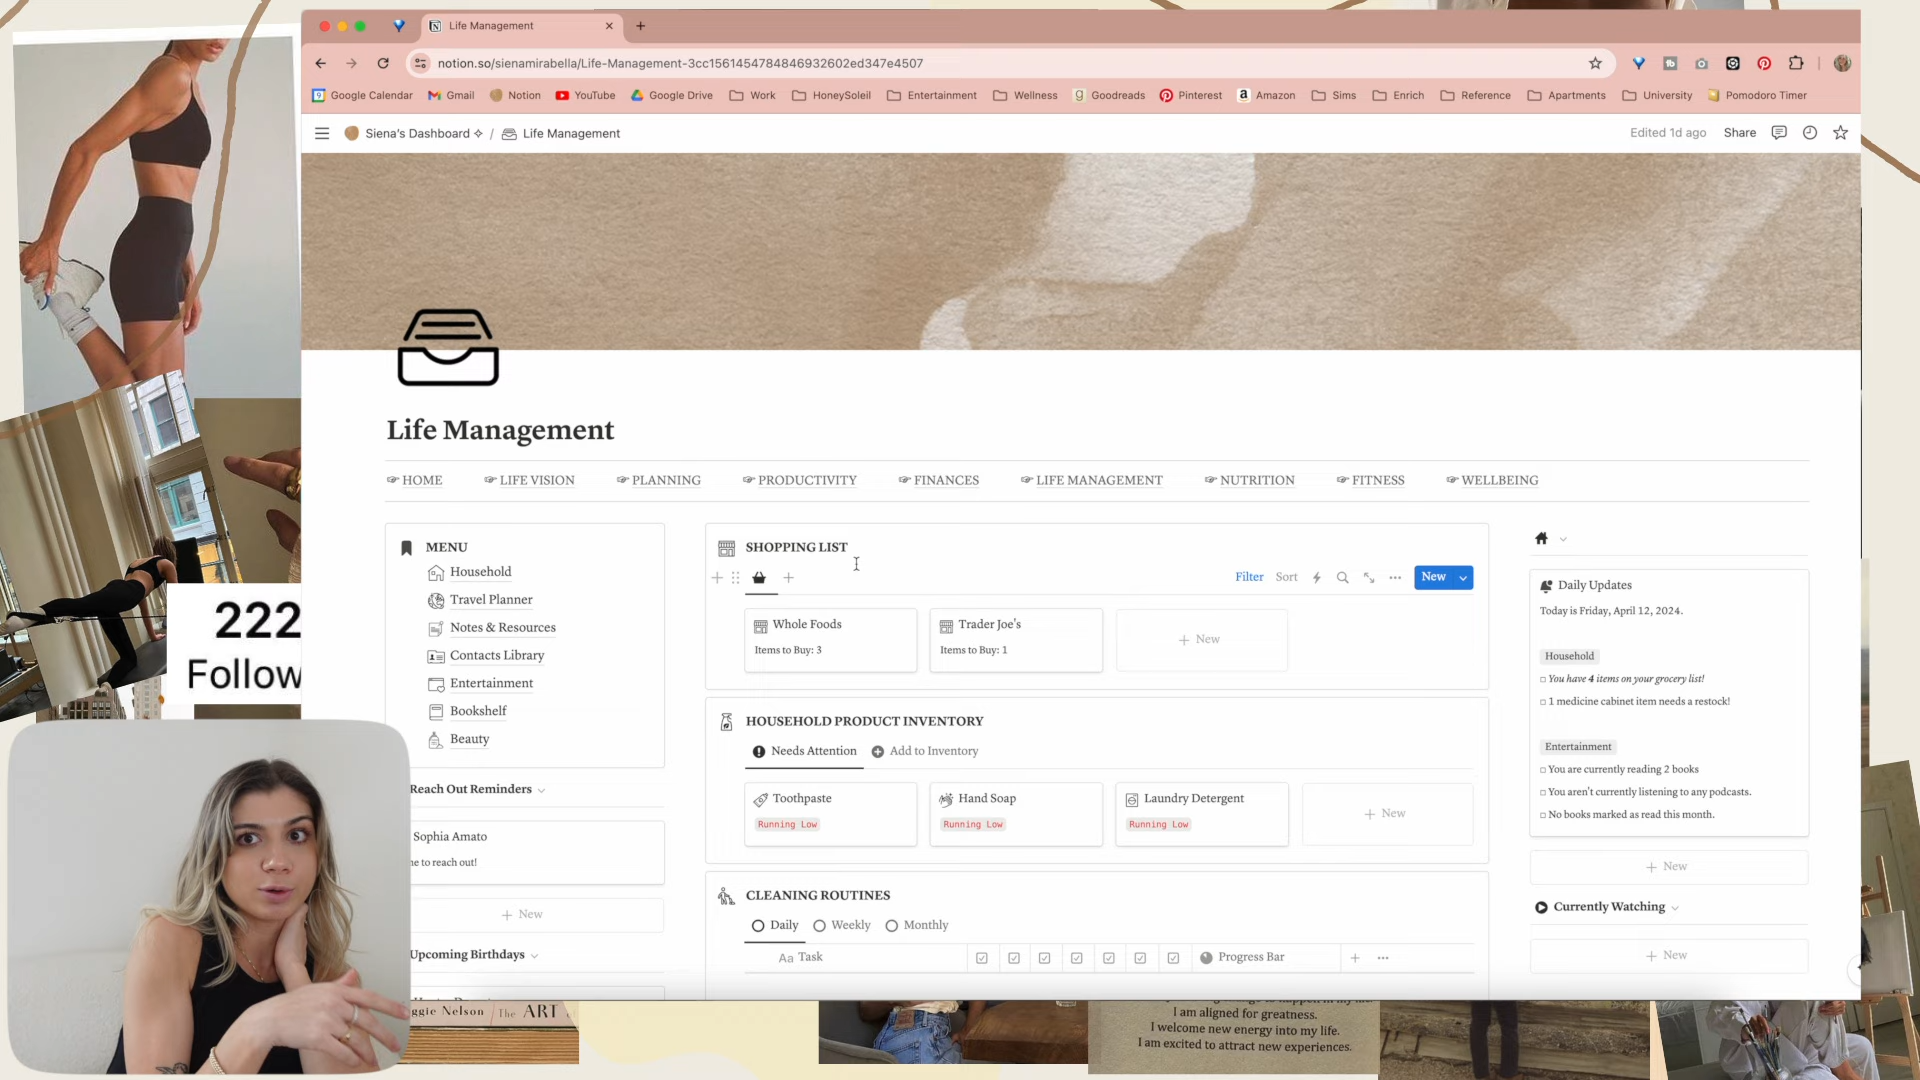 Life Management
notion.so/sienamirabella/Life-Management-3cc1561454784846932602ed347e4507
Google Calendar Gmail Notion YouTube Google Drive Work HoneySoleil Entertainment Wellness Goodreads Pinterest Amazon Sims Enrich Reference Apartments University Pomodoro Timer
Siena's Dashboard ✧ / Life Management
Edited 1d ago Share
Life Management
☞ HOME ☞ LIFE VISION ☞ PLANNING ☞ PRODUCTIVITY ☞ FINANCES ☞ LIFE MANAGEMENT ☞ NUTRITION ☞ FITNESS ☞ WELLBEING
MENU
Household
Travel Planner
Notes & Resources
Contacts Library
Entertainment
Bookshelf
Beauty
Reach Out Reminders
Sophia Amato
ne to reach out!
+ New
Upcoming Birthdays
SHOPPING LIST
Filter Sort New
Whole Foods
Items to Buy: 3
Trader Joe's
Items to Buy: 1
+ New
HOUSEHOLD PRODUCT INVENTORY
Needs Attention Add to Inventory
Toothpaste
Running Low
Hand Soap
Running Low
Laundry Detergent
Running Low
+ New
CLEANING ROUTINES
Daily Weekly Monthly
Aa Task Progress Bar
Daily Updates
Today is Friday, April 12, 2024.
Household
□ You have 4 items on your grocery list!
□ 1 medicine cabinet item needs a restock!
Entertainment
□ You are currently reading 2 books
□ You aren't currently listening to any podcasts.
□ No books marked as read this month.
+ New
Currently Watching
+ New
222
Follow
ggie Nelson The ART
I am aligned for greatness.
I welcome new energy into my life.
I am excited to attract new experiences.